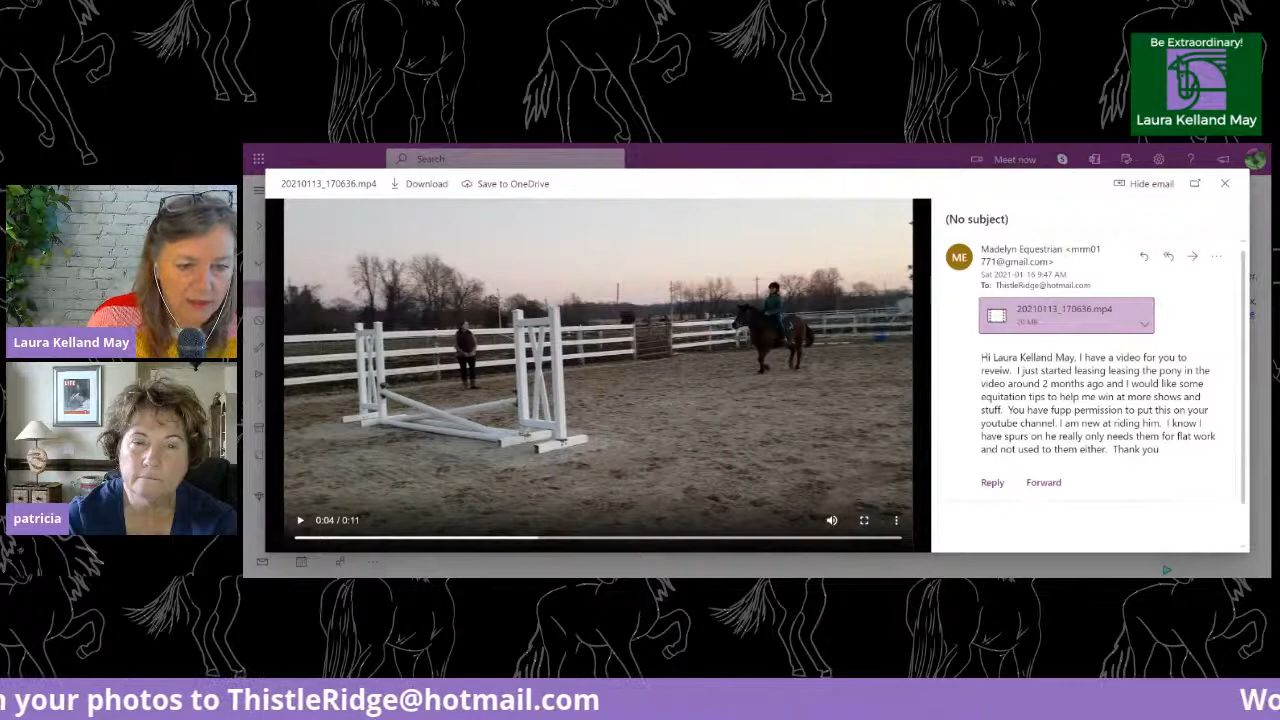 Be Extraordinary!
Laura Kelland May
Search
Meet now
20210113_170636.mp4
Download
Save to OneDrive
Hide email
(No subject)
ME
Madelyn Equestrian <mrm01
771@gmail.com>
Sat 2021-01-16 9:47 AM
To: ThistleRidge@hotmail.com
20210113_170636.mp4
20 MB
Hi Laura Kelland May, I have a video for you to
reveiw. I just started leasing leasing the pony in the
video around 2 months ago and I would like some
equitation tips to help me win at more shows and
stuff. You have fupp permission to put this on your
youtube channel. I am new at riding him. I know I
have spurs on he really only needs them for flat work
and not used to them either. Thank you
Reply
Forward
0:04 / 0:11
Laura Kelland May
LIFE
patricia
n your photos to ThistleRidge@hotmail.com
Wo